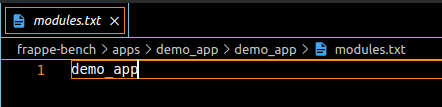 modules.txt ×
frappe-bench > apps > demo_app > demo_app > modules.txt
1 demo_app